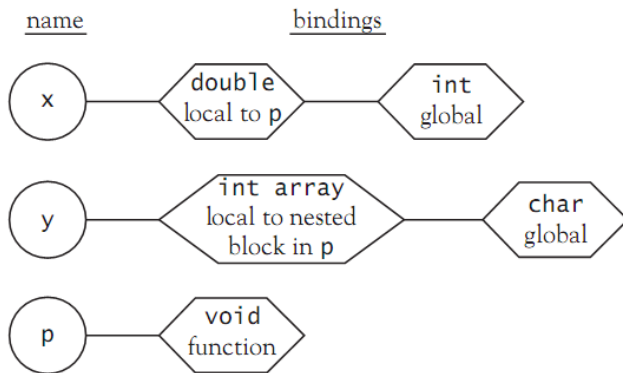 name bindings
x double int
local to p global
y int array char
local to nested global
block in p
p void
function